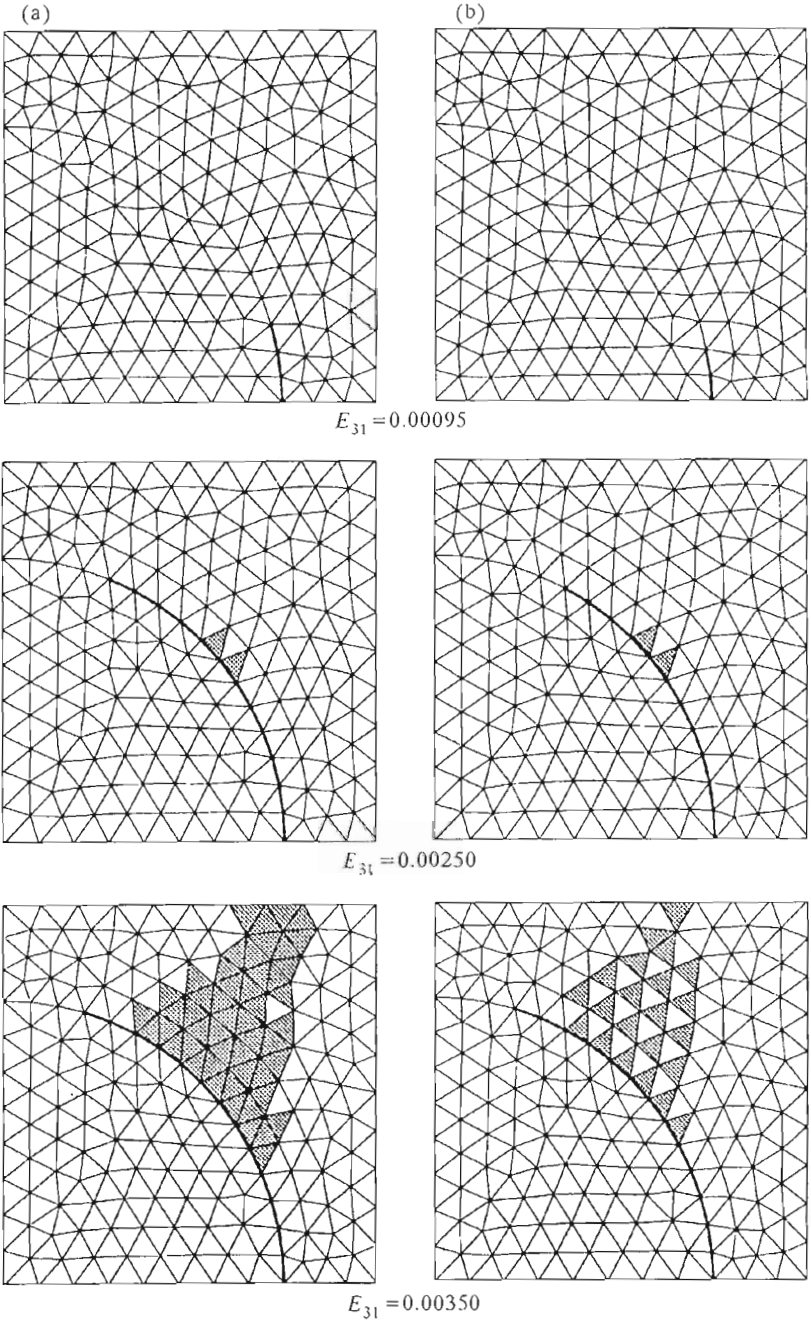 (a)
(b)
E₃₁ = 0.00095
E₃₁ = 0.00250
E₃₁ = 0.00350